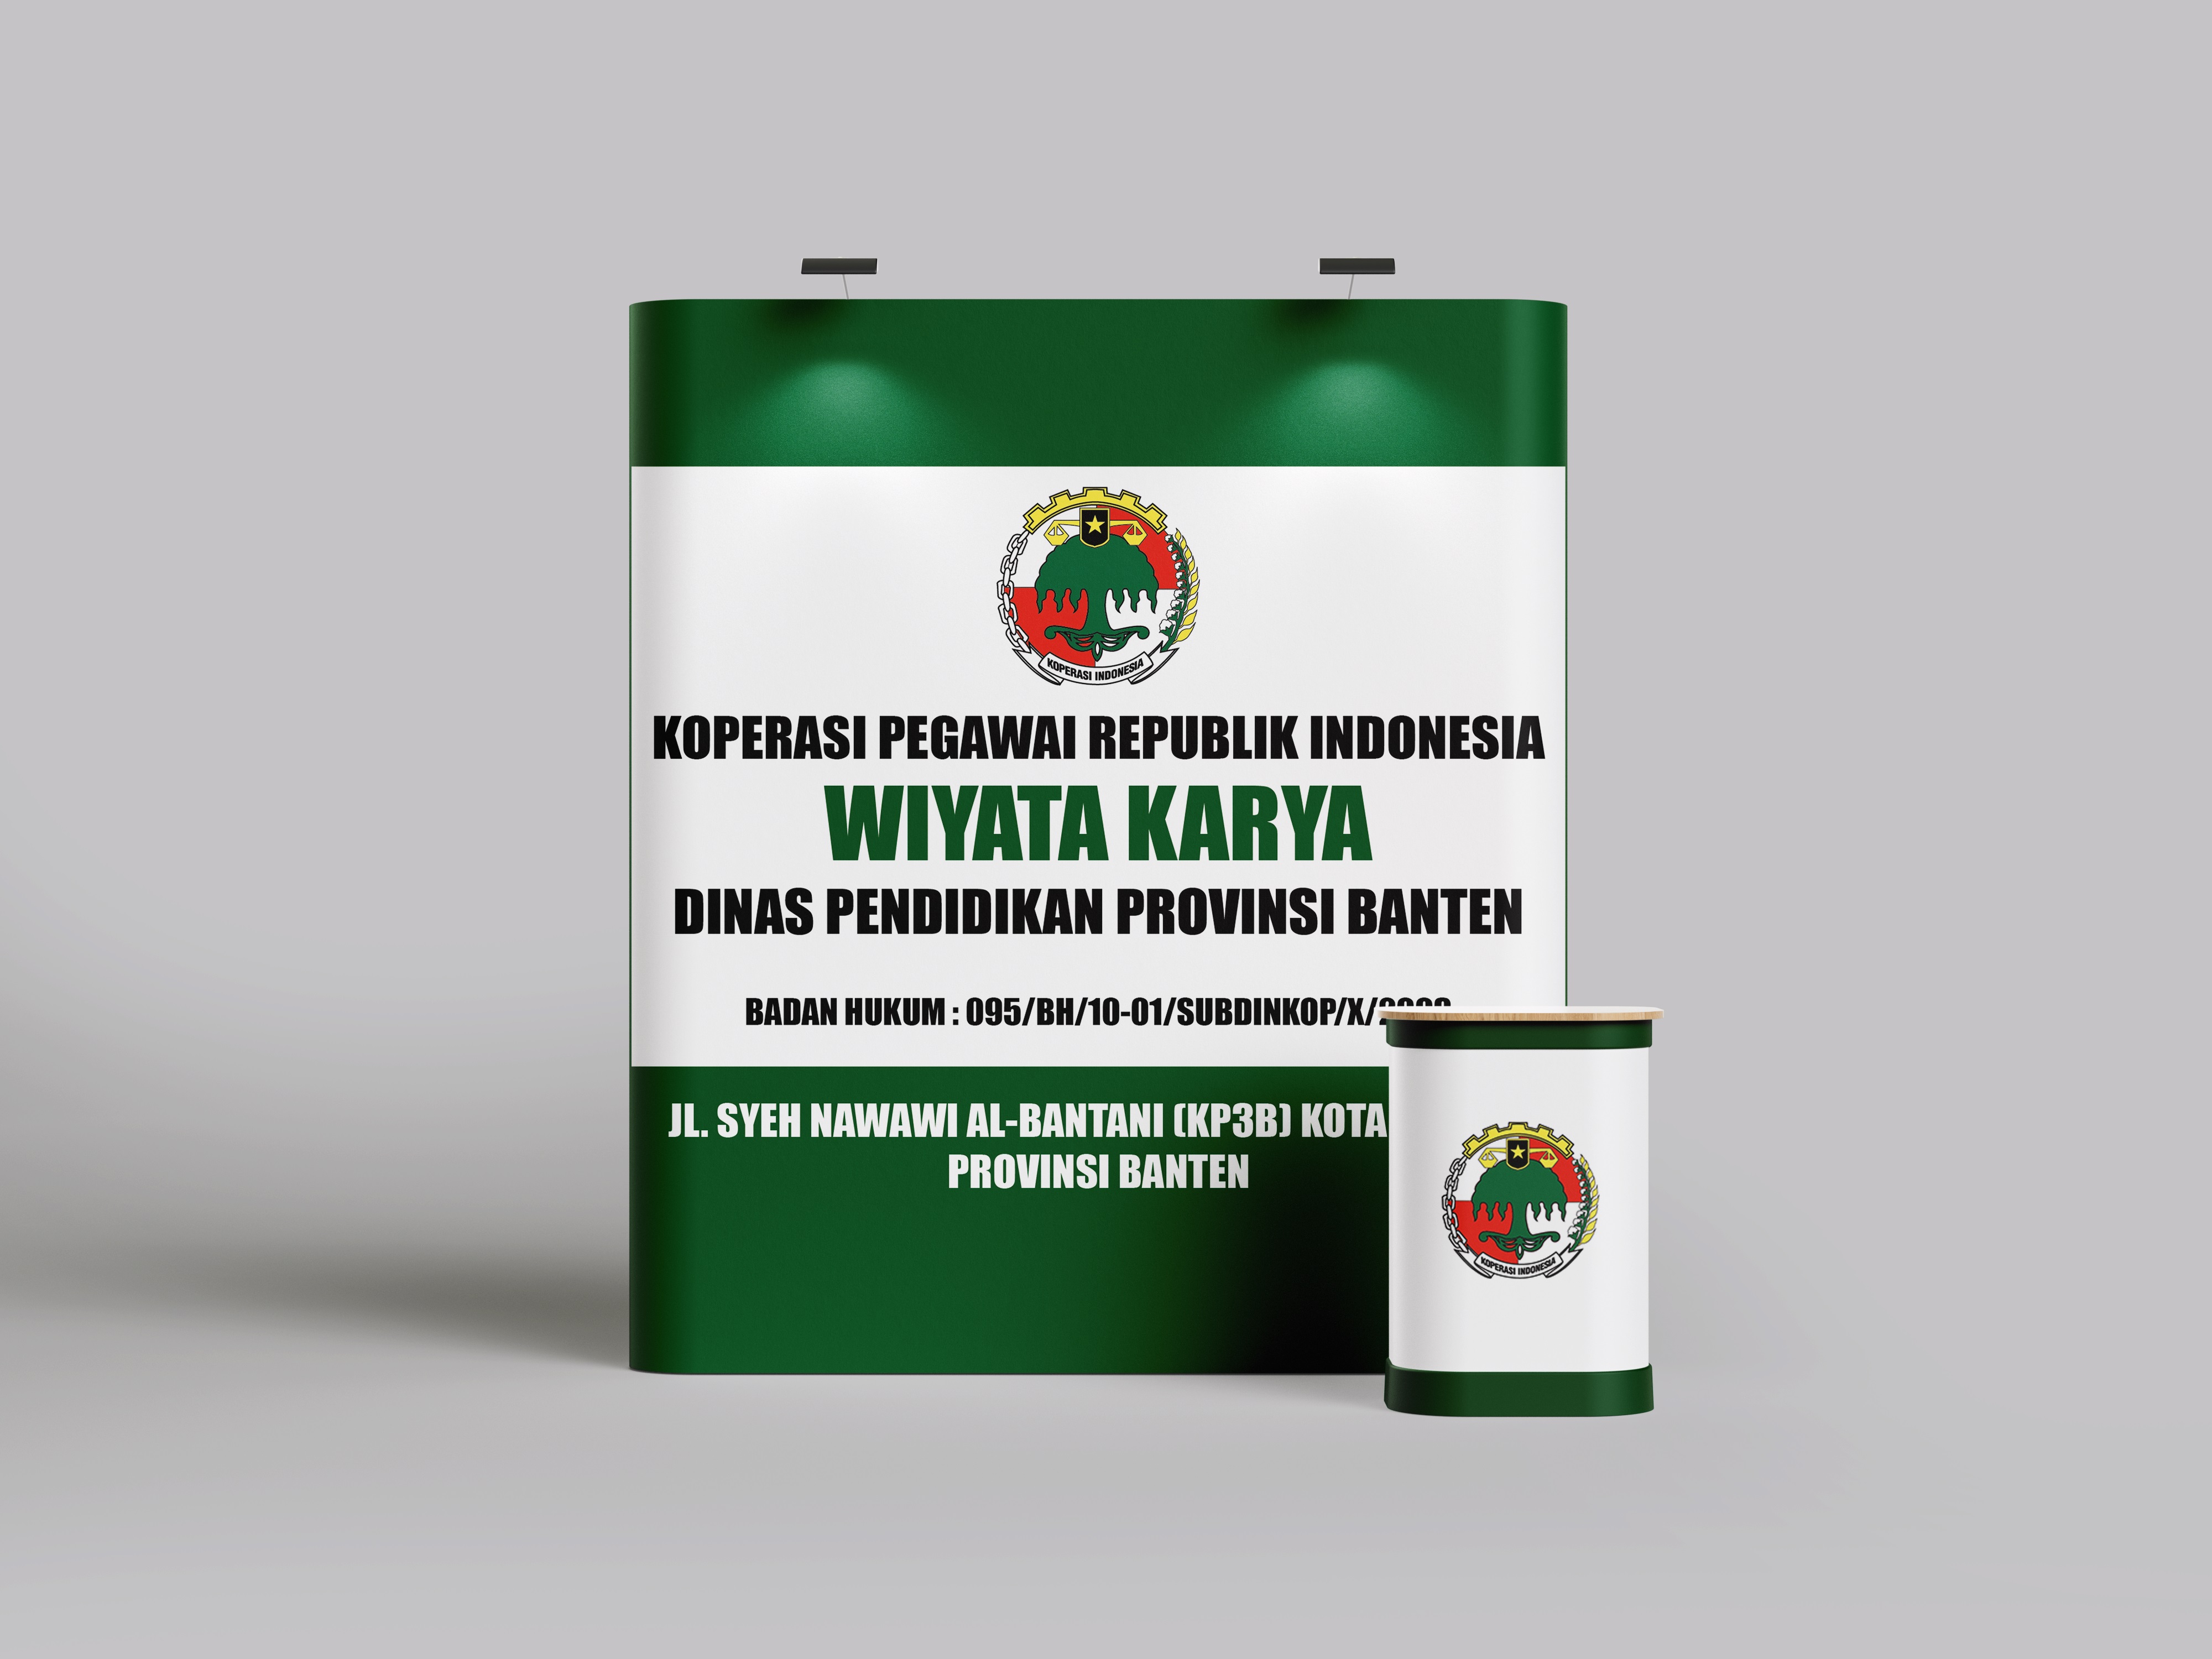 KOPERASI INDONESIA
KOPERASI PEGAWAI REPUBLIK INDONESIA
WIYATA KARYA
DINAS PENDIDIKAN PROVINSI BANTEN
BADAN HUKUM : 095/BH/10-01/SUBDINKOP/X/
JL. SYEH NAWAWI AL-BANTANI (KP3B) KOTA
PROVINSI BANTEN
KOPERASI INDONESIA